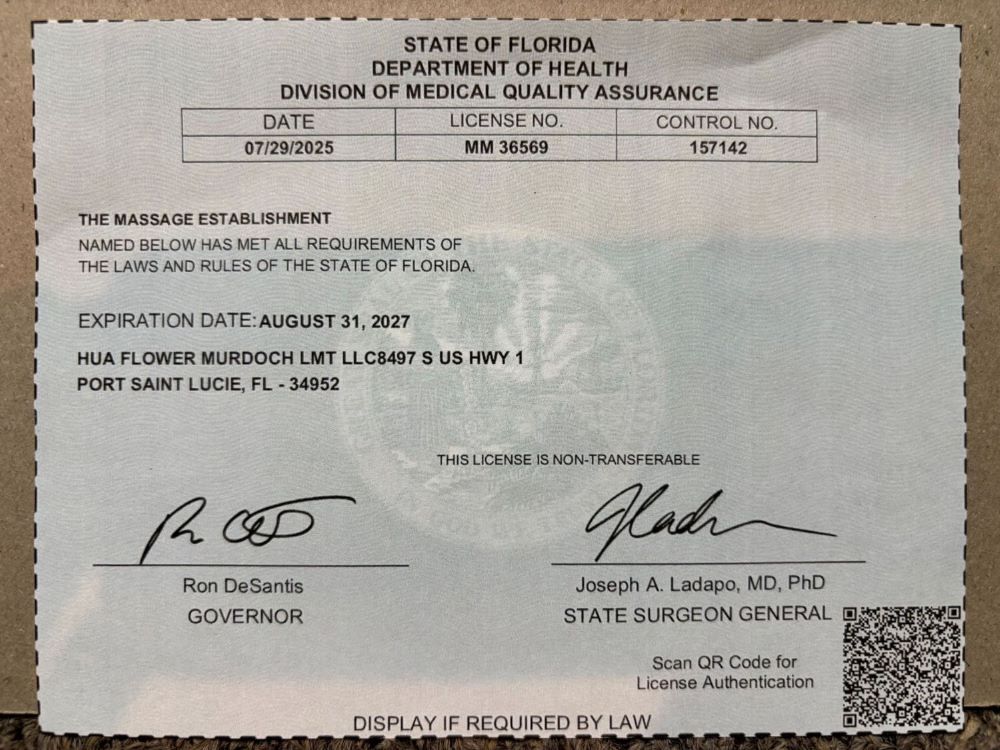 STATE OF FLORIDA
DEPARTMENT OF HEALTH
DIVISION OF MEDICAL QUALITY ASSURANCE
DATE LICENSE NO. CONTROL NO.
07/29/2025 MM 36569 157142
THE MASSAGE ESTABLISHMENT
NAMED BELOW HAS MET ALL REQUIREMENTS OF
THE LAWS AND RULES OF THE STATE OF FLORIDA.
EXPIRATION DATE: AUGUST 31, 2027
HUA FLOWER MURDOCH LMT LLC8497 S US HWY 1
PORT SAINT LUCIE, FL - 34952
THIS LICENSE IS NON-TRANSFERABLE
Ron DeSantis Joseph A. Ladapo, MD, PhD
GOVERNOR STATE SURGEON GENERAL
Scan QR Code for
License Authentication
DISPLAY IF REQUIRED BY LAW